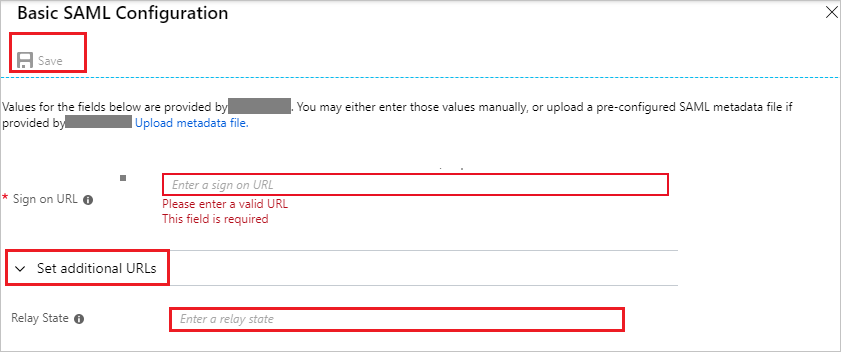 Basic SAML Configuration
Save
Values for the fields below are provided by . You may either enter those values manually, or upload a pre-configured SAML metadata file if
provided by Upload metadata file.
Enter a sign on URL
* Sign on URL
Please enter a valid URL
This field is required
Set additional URLs
Relay State
Enter a relay state